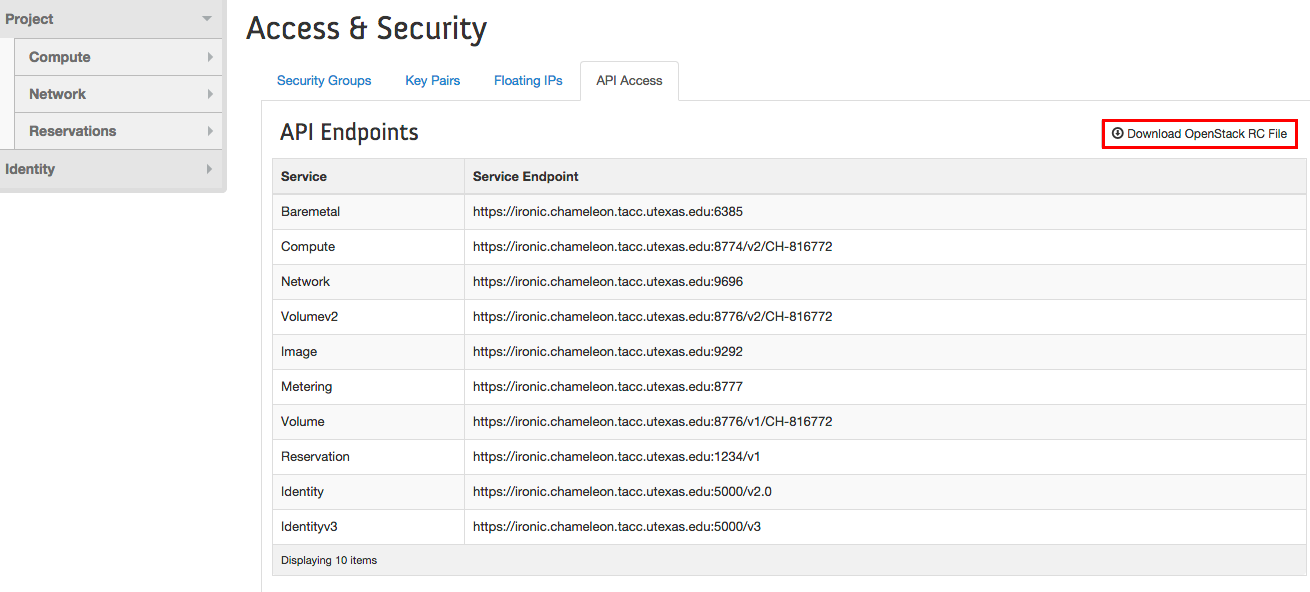 Project
Compute
Network
Reservations
Identity
Access & Security
Security Groups Key Pairs Floating IPs API Access
API Endpoints
Download OpenStack RC File
Service Service Endpoint
Baremetal https://ironic.chameleon.tacc.utexas.edu:6385
Compute https://ironic.chameleon.tacc.utexas.edu:8774/v2/CH-816772
Network https://ironic.chameleon.tacc.utexas.edu:9696
Volumev2 https://ironic.chameleon.tacc.utexas.edu:8776/v2/CH-816772
Image https://ironic.chameleon.tacc.utexas.edu:9292
Metering https://ironic.chameleon.tacc.utexas.edu:8777
Volume https://ironic.chameleon.tacc.utexas.edu:8776/v1/CH-816772
Reservation https://ironic.chameleon.tacc.utexas.edu:1234/v1
Identity https://ironic.chameleon.tacc.utexas.edu:5000/v2.0
Identityv3 https://ironic.chameleon.tacc.utexas.edu:5000/v3
Displaying 10 items